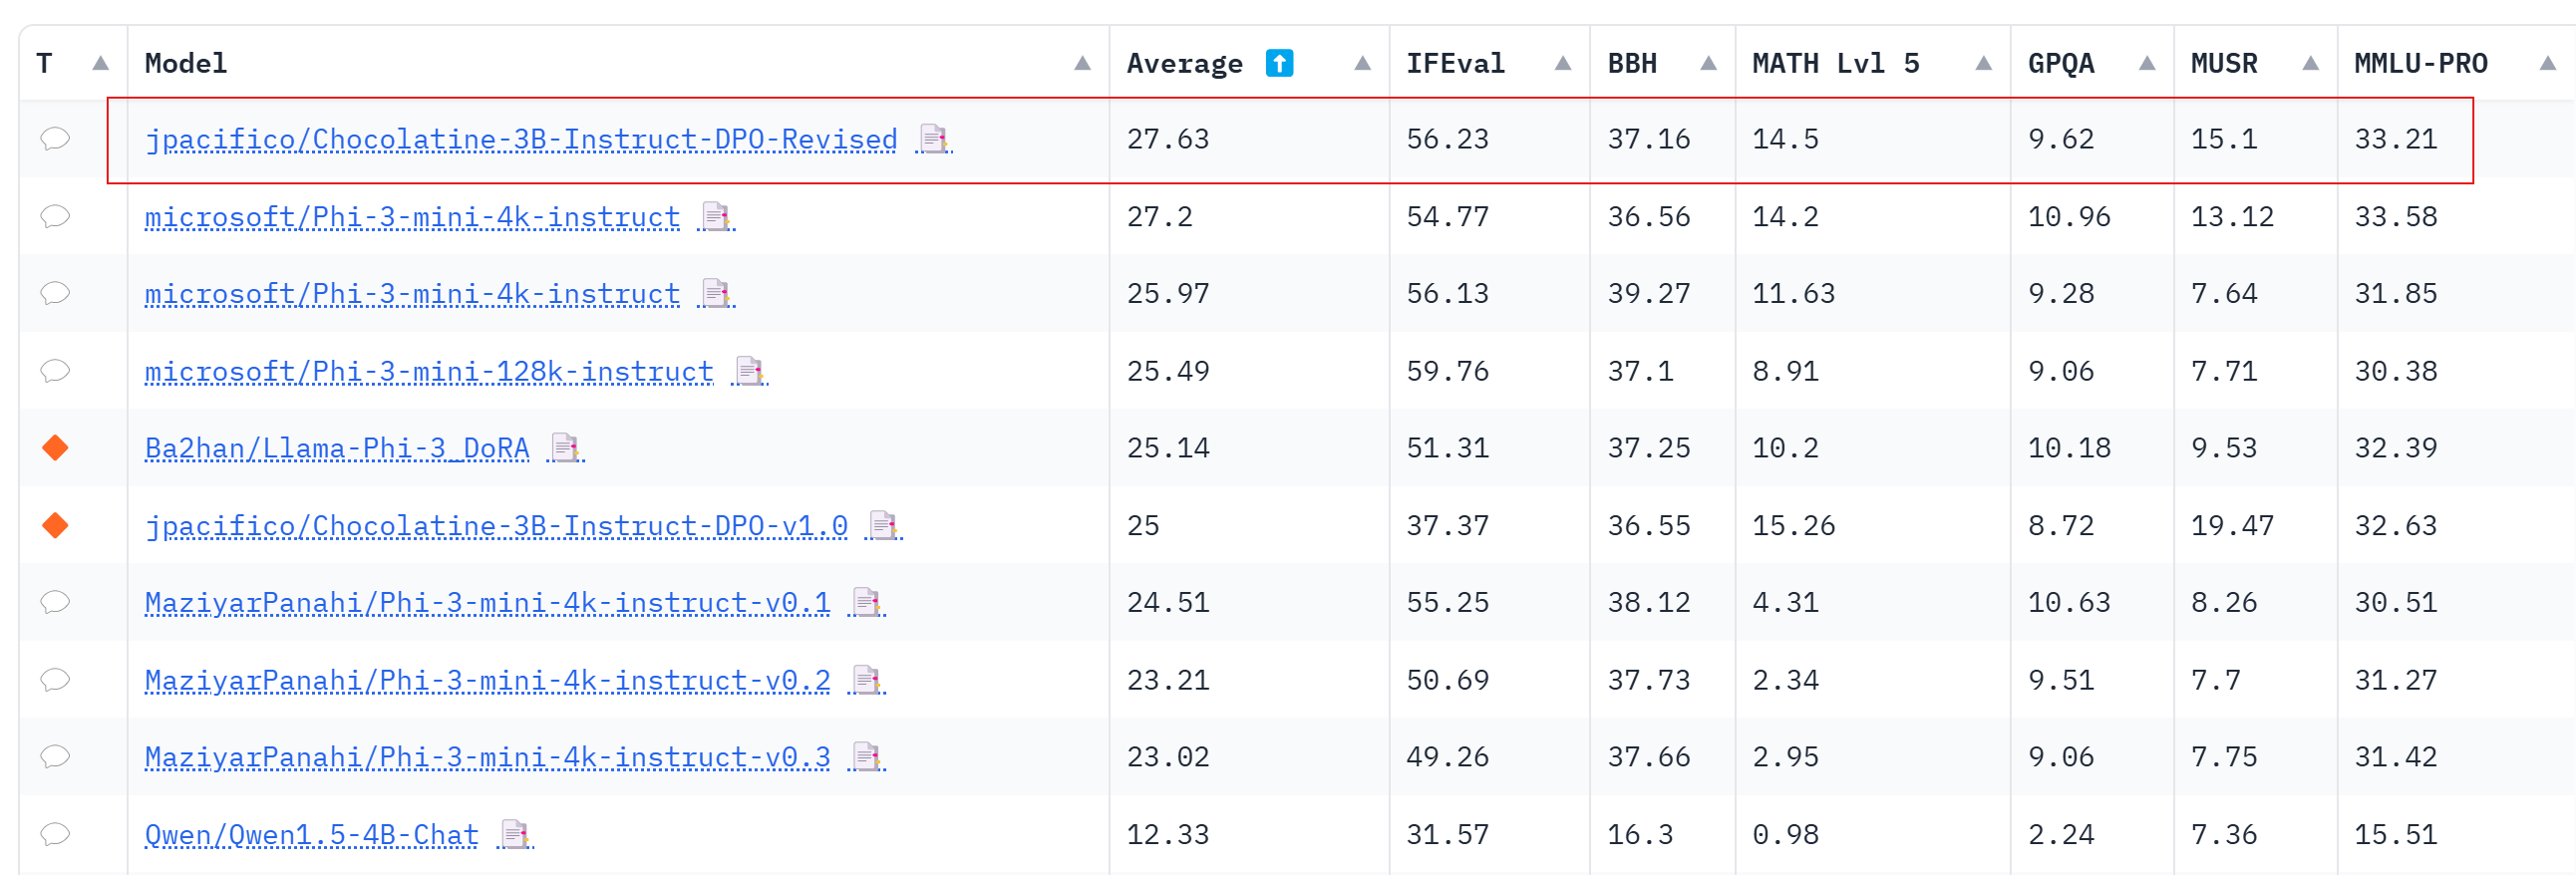 T Model Average IFEval BBH MATH Lvl 5 GPQA MUSR MMLU-PRO
jpacifico/Chocolatine-3B-Instruct-DPO-Revised 27.63 56.23 37.16 14.5 9.62 15.1 33.21
microsoft/Phi-3-mini-4k-instruct 27.2 54.77 36.56 14.2 10.96 13.12 33.58
microsoft/Phi-3-mini-4k-instruct 25.97 56.13 39.27 11.63 9.28 7.64 31.85
microsoft/Phi-3-mini-128k-instruct 25.49 59.76 37.1 8.91 9.06 7.71 30.38
Ba2han/Llama-Phi-3_DoRA 25.14 51.31 37.25 10.2 10.18 9.53 32.39
jpacifico/Chocolatine-3B-Instruct-DPO-v1.0 25 37.37 36.55 15.26 8.72 19.47 32.63
MaziyarPanahi/Phi-3-mini-4k-instruct-v0.1 24.51 55.25 38.12 4.31 10.63 8.26 30.51
MaziyarPanahi/Phi-3-mini-4k-instruct-v0.2 23.21 50.69 37.73 2.34 9.51 7.7 31.27
MaziyarPanahi/Phi-3-mini-4k-instruct-v0.3 23.02 49.26 37.66 2.95 9.06 7.75 31.42
Qwen/Qwen1.5-4B-Chat 12.33 31.57 16.3 0.98 2.24 7.36 15.51